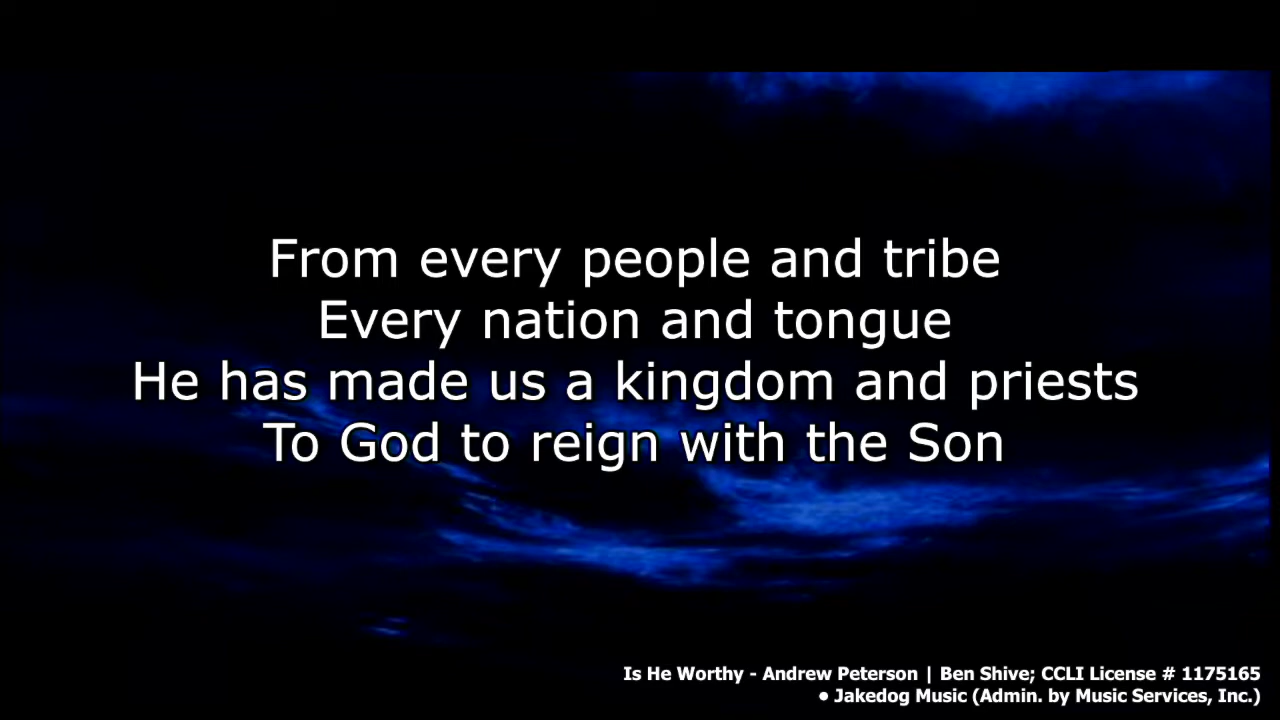 From every people and tribe
Every nation and tongue
He has made us a kingdom and priests
To God to reign with the Son
Is He Worthy - Andrew Peterson | Ben Shive; CCLI License # 1175165
● Jakedog Music (Admin. by Music Services, Inc.)